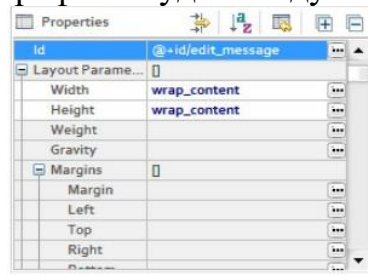 Properties
Id @+id/edit_message
Layout Parame... []
Width wrap_content
Height wrap_content
Weight
Gravity
Margins []
Margin
Left
Top
Right